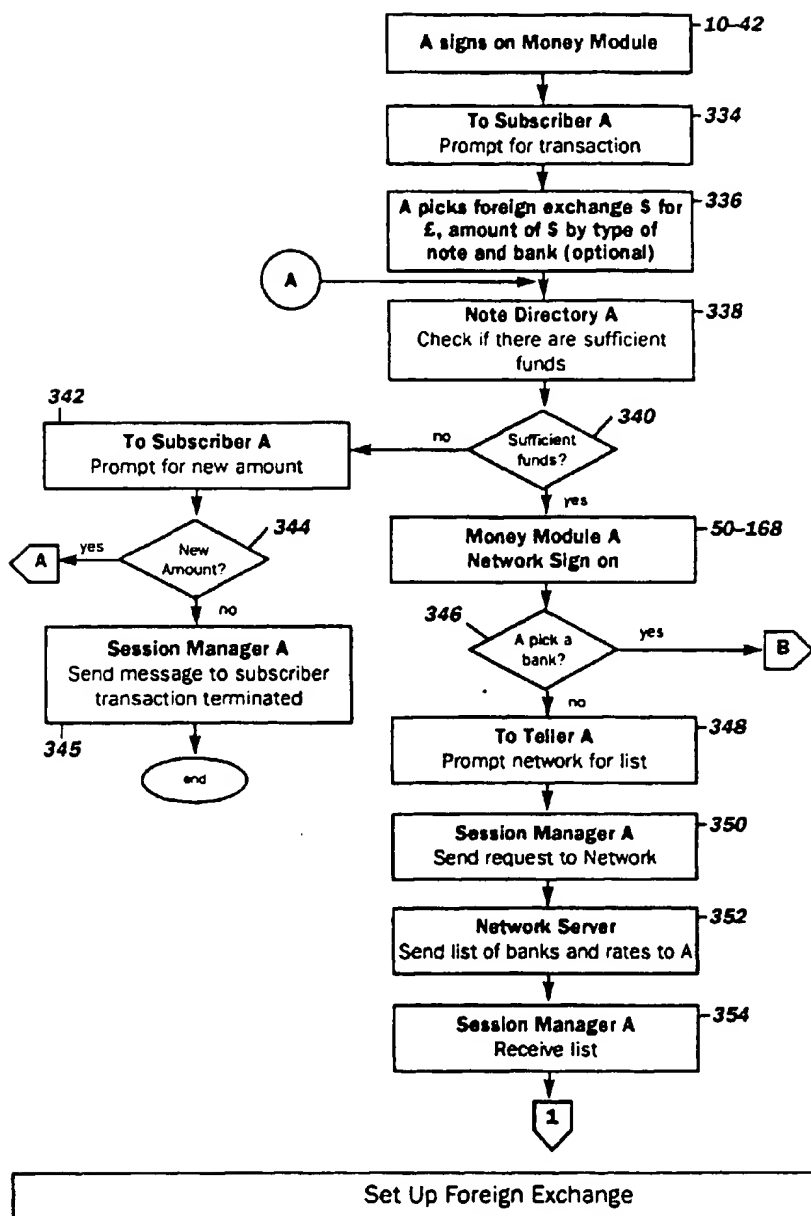 10–42
A signs on Money Module
334
To Subscriber A
Prompt for transaction
336
A picks foreign exchange $ for
£, amount of $ by type of
note and bank (optional)
A
338
Note Directory A
Check if there are sufficient
funds
342
340
To Subscriber A
Prompt for new amount
no
Sufficient
funds?
yes
344
50–168
A
yes
New
Amount?
Money Module A
Network Sign on
no
346
A pick a
bank?
yes
B
Session Manager A
Send message to subscriber
transaction terminated
no
345
348
To Teller A
Prompt network for list
end
350
Session Manager A
Send request to Network
352
Network Server
Send list of banks and rates to A
354
Session Manager A
Receive list
1
Set Up Foreign Exchange